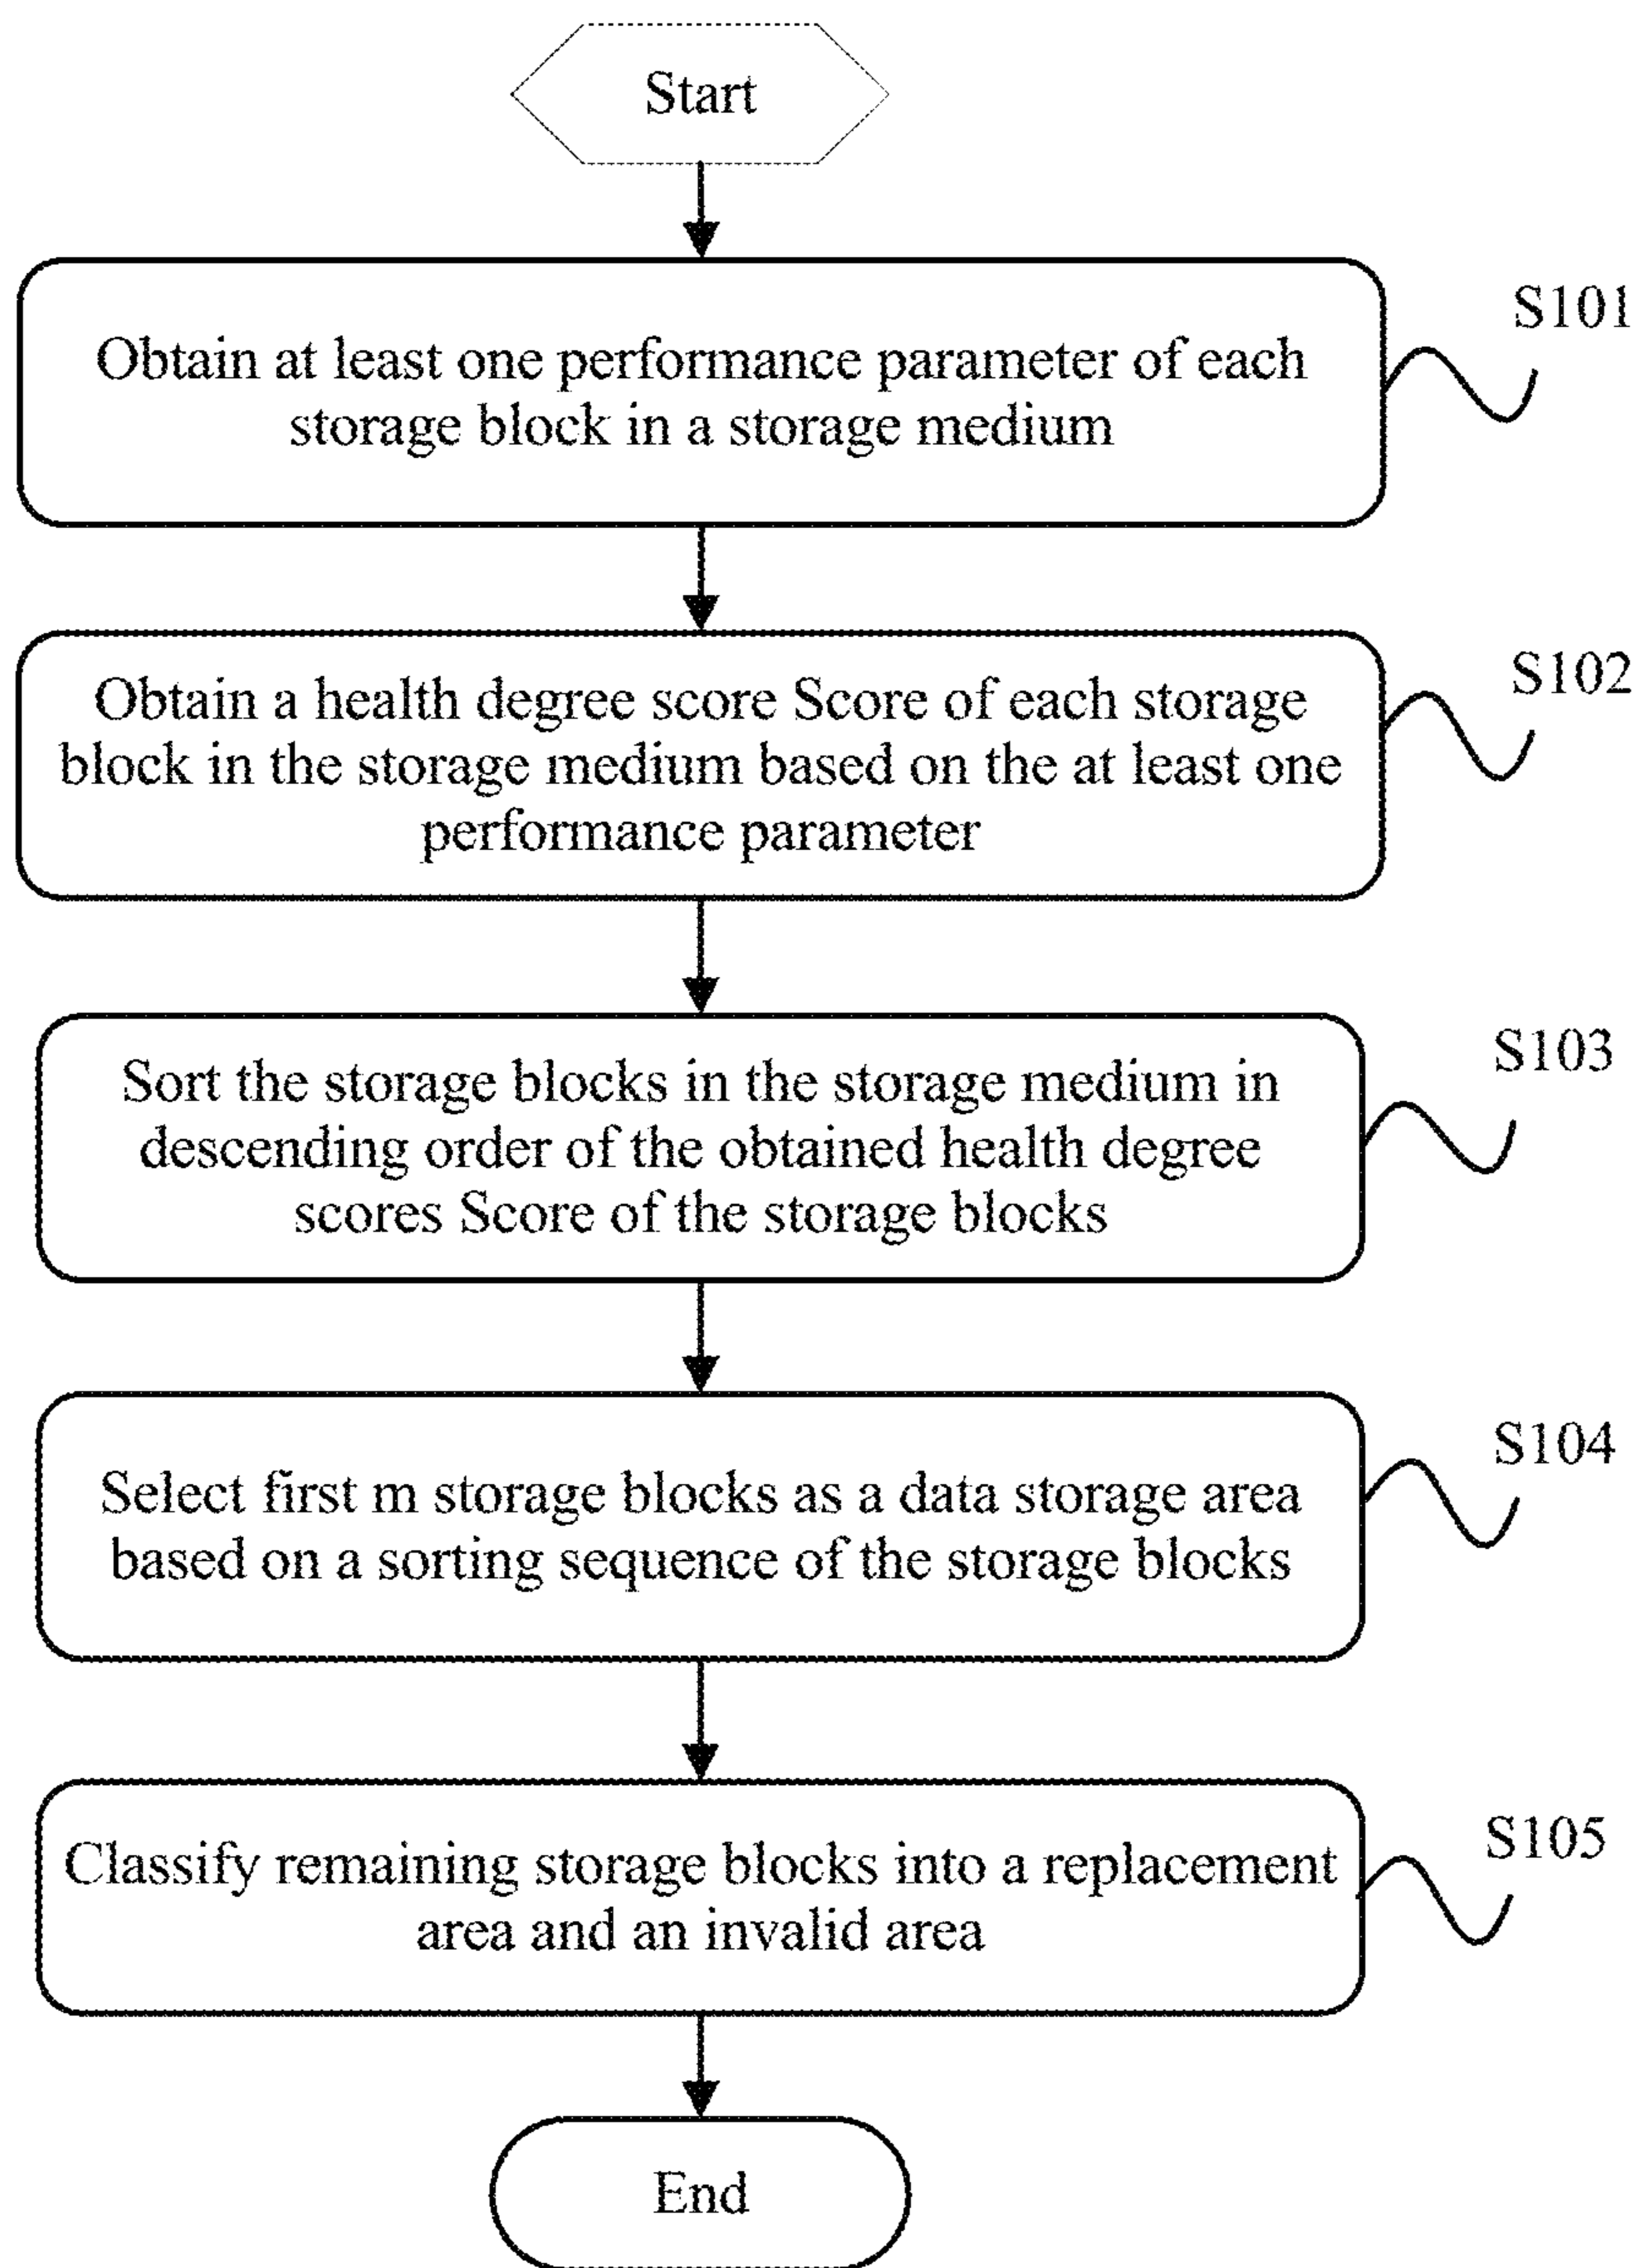 Start
S101
Obtain at least one performance parameter of each
storage block in a storage medium
S102
Obtain a health degree score Score of each storage
block in the storage medium based on the at least one
performance parameter
S103
Sort the storage blocks in the storage medium in
descending order of the obtained health degree
scores Score of the storage blocks
S104
Select first m storage blocks as a data storage area
based on a sorting sequence of the storage blocks
S105
Classify remaining storage blocks into a replacement
area and an invalid area
End